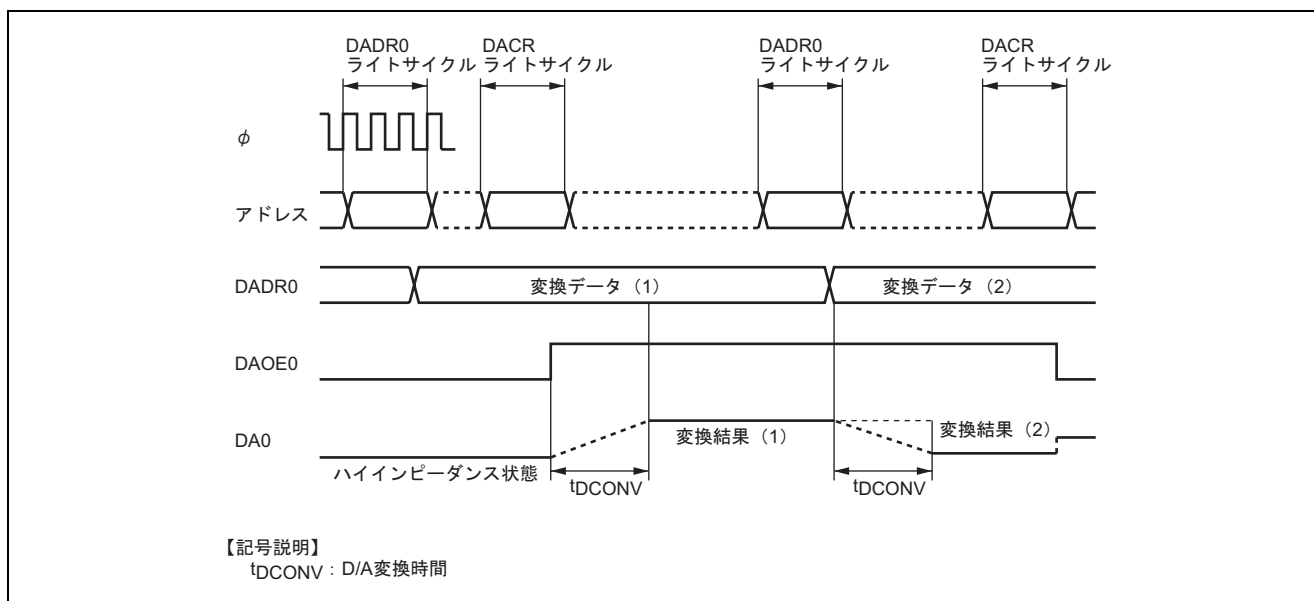 DADR0
ライトサイクル
DACR
ライトサイクル
DADR0
ライトサイクル
DACR
ライトサイクル
φ
アドレス
DADR0
変換データ（1）
変換データ（2）
DAOE0
DA0
変換結果（1）
変換結果（2）
ハイインピーダンス状態
tDCONV
tDCONV
【記号説明】
tDCONV：D/A変換時間